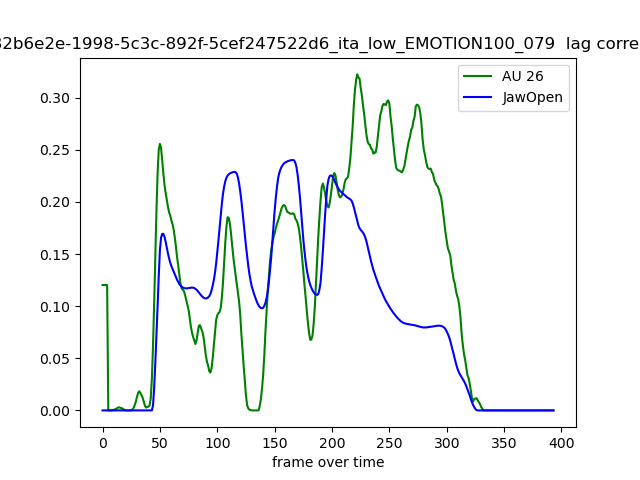 32b6e2e-1998-5c3c-892f-5cef247522d6_ita_low_EMOTION100_079 lag corre
AU 26
JawOpen
0.30
0.25
0.20
0.15
0.10
0.05
0.00
0 50 100 150 200 250 300 350 400
frame over time